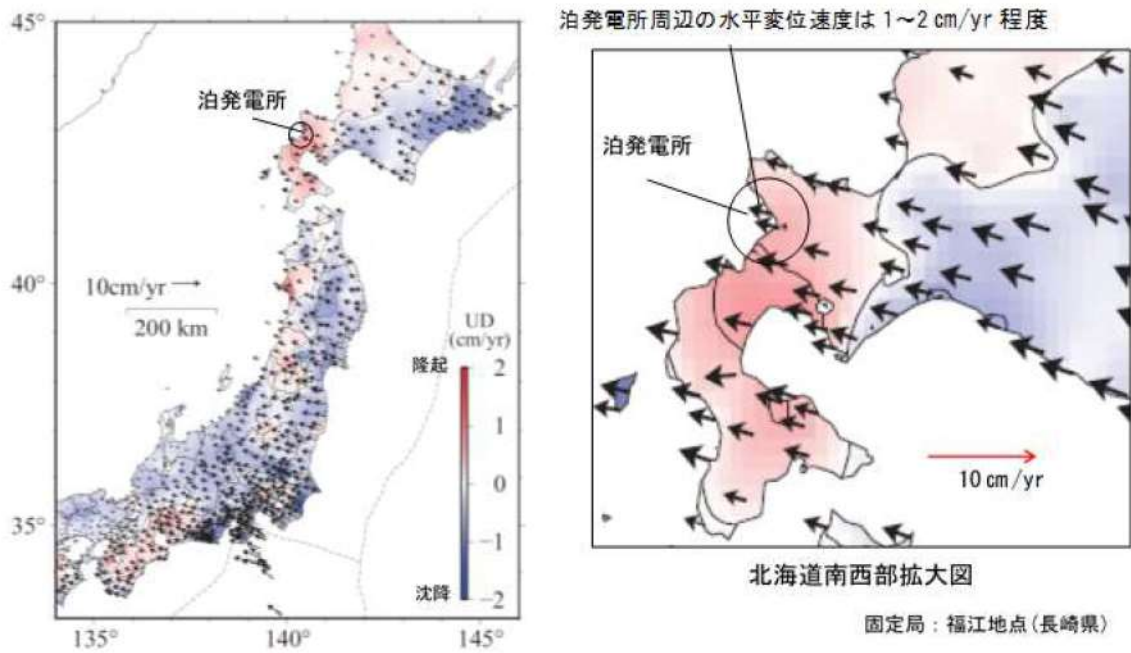 泊発電所周辺の水平変位速度は 1～2 cm/yr 程度
45°
泊発電所
泊発電所
40°
10cm/yr
200 km
UD
(cm/yr)
隆起
2
1
0
-1
沈降
-2
35°
135°
140°
145°
10 cm/yr
北海道南西部拡大図
固定局：福江地点(長崎県)